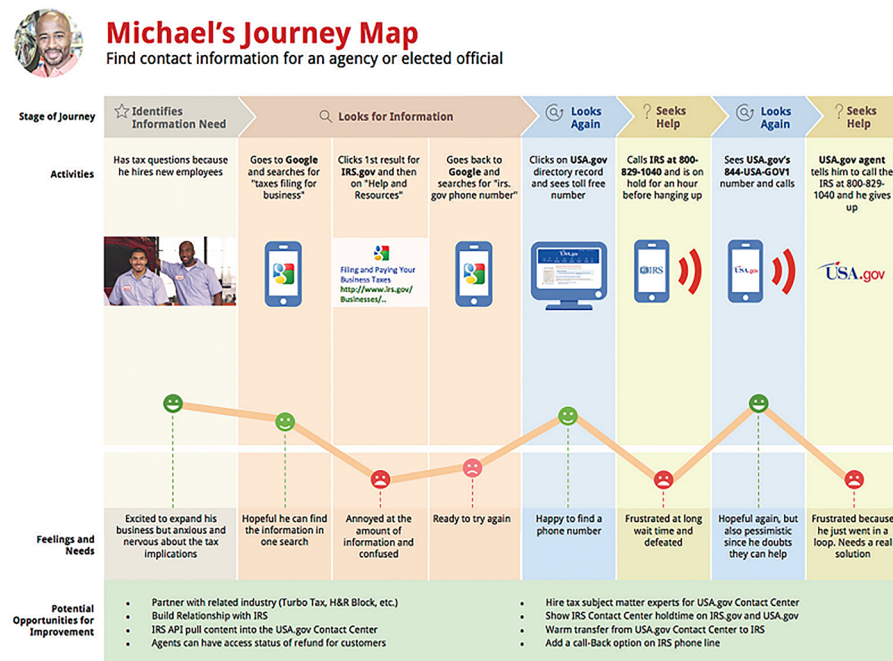 Michael's Journey Map
Find contact information for an agency or elected official
Stage of Journey
Identifies
Information Need
Looks for Information
Looks
Again
Seeks
Help
Looks
Again
Seeks
Help
Activities
Has tax questions because
he hires new employees
Goes to Google
and searches for
"taxes filing for
business"
Clicks 1st result for
IRS.gov and then
on "Help and
Resources"
Goes back to
Google and
searches for "irs.
gov phone number"
Clicks on USA.gov
directory record
and sees toll free
number
Calls IRS at 800-
829-1040 and is on
hold for an hour
before hanging up
Sees USA.gov's
844-USA-GOV1
number and calls
USA.gov agent
tells him to call the
IRS at 800-829-
1040 and he gives
up
Filing and Paying Your
Business Taxes
http://www.irs.gov/
Businesses/..
USA.gov
IRS
USA.gov
USA.gov
Feelings and
Needs
Excited to expand his
business but anxious and
nervous about the tax
implications
Hopeful he can find
the information in
one search
Annoyed at the
amount of
information and
confused
Ready to try again
Happy to find a
phone number
Frustrated at long
wait time and
defeated
Hopeful again, but
also pessimistic
since he doubts
they can help
Frustrated because
he just went in a
loop. Needs a real
solution
Potential
Opportunities for
Improvement
• Partner with related industry (Turbo Tax, H&R Block, etc.)
• Build Relationship with IRS
• IRS API pull content into the USA.gov Contact Center
• Agents can have access status of refund for customers
• Hire tax subject matter experts for USA.gov Contact Center
• Show IRS Contact Center holdtime on IRS.gov and USA.gov
• Warm transfer from USA.gov Contact Center to IRS
• Add a call-Back option on IRS phone line